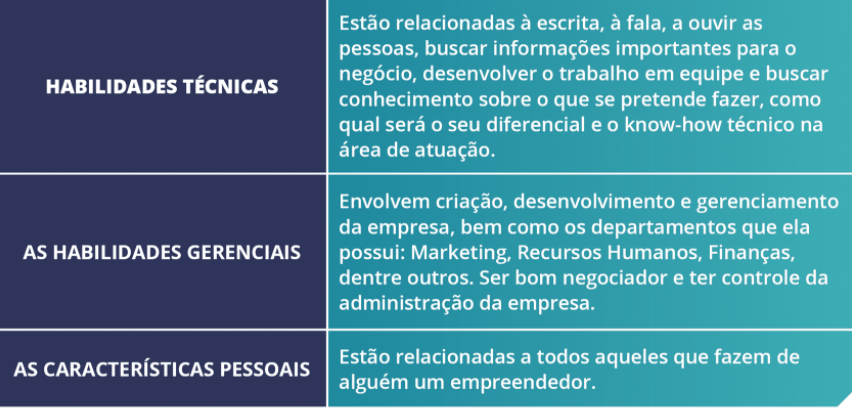 HABILIDADES TÉCNICAS
Estão relacionadas à escrita, à fala, a ouvir as
pessoas, buscar informações importantes para o
negócio, desenvolver o trabalho em equipe e buscar
conhecimento sobre o que se pretende fazer, como
qual será o seu diferencial e o know-how técnico na
área de atuação.
AS HABILIDADES GERENCIAIS
Envolvem criação, desenvolvimento e gerenciamento
da empresa, bem como os departamentos que ela
possui: Marketing, Recursos Humanos, Finanças,
dentre outros. Ser bom negociador e ter controle da
administração da empresa.
AS CARACTERÍSTICAS PESSOAIS
Estão relacionadas a todos aqueles que fazem de
alguém um empreendedor.